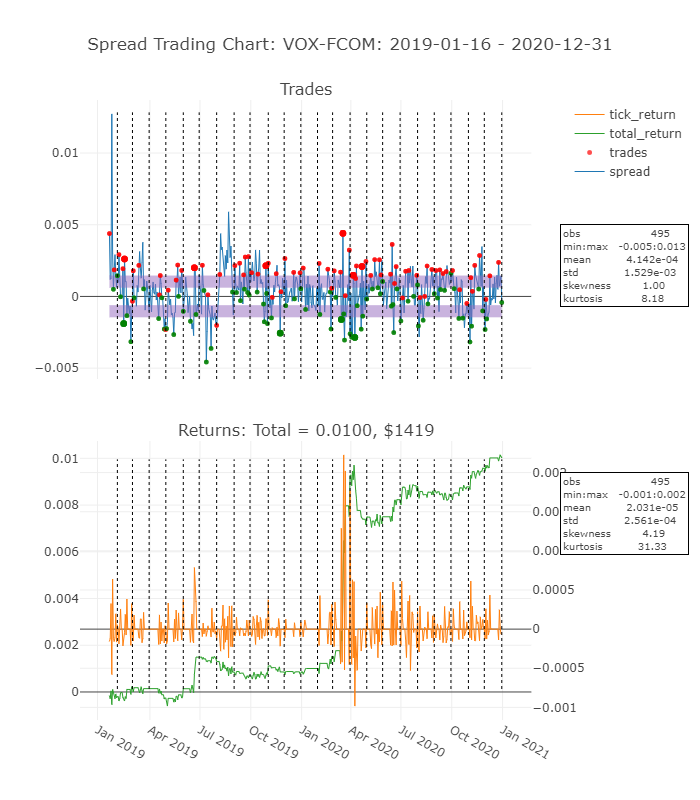 Spread Trading Chart: VOX-FCOM: 2019-01-16 - 2020-12-31
Trades
tick_return
total_return
trades
spread
0.01
0.005
0
−0.005
obs 495
min:max -0.005:0.013
mean 4.142e-04
std 1.529e-03
skewness 1.00
kurtosis 8.18
Returns: Total = 0.0100, $1419
0.01
0.008
0.006
0.004
0.002
0
0.0005
0
−0.0005
−0.001
obs 495
min:max -0.001:0.002
mean 2.031e-05
std 2.561e-04
skewness 4.19
kurtosis 31.33
Jan 2019
Apr 2019
Jul 2019
Oct 2019
Jan 2020
Apr 2020
Jul 2020
Oct 2020
Jan 2021